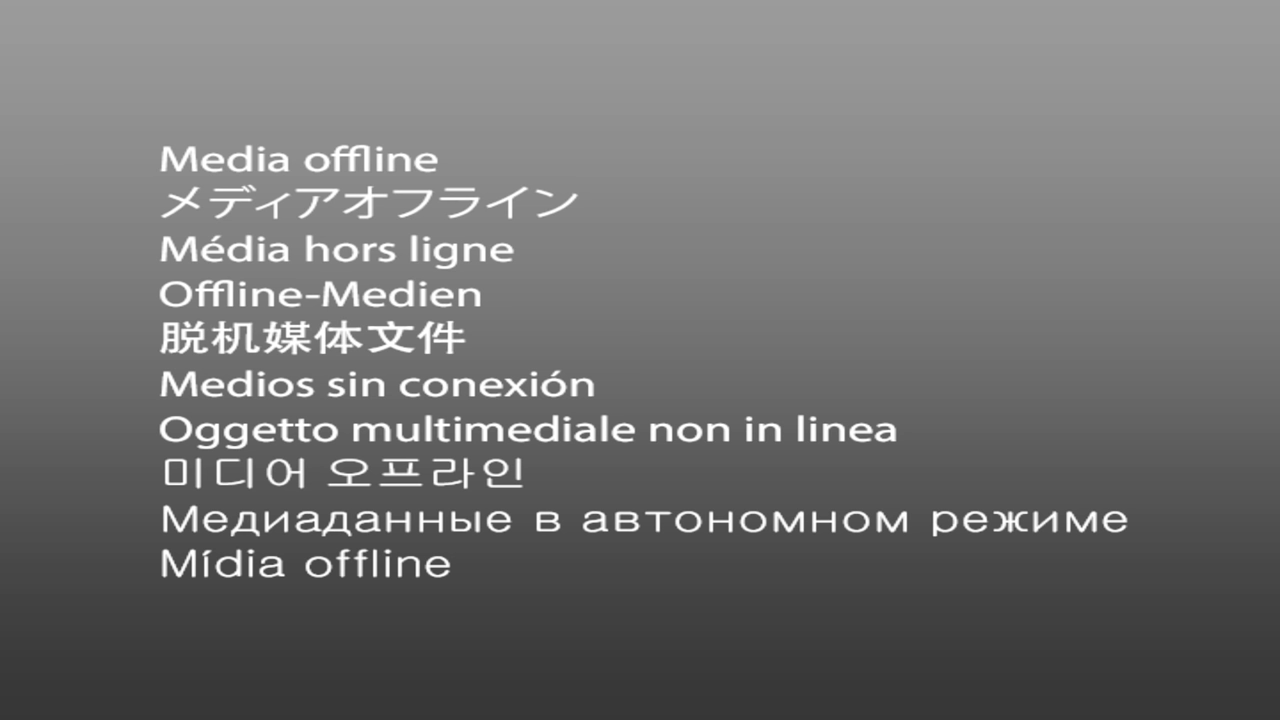 Media offline
メディアオフライン
Média hors ligne
Offline-Medien
脱机媒体文件
Medios sin conexión
Oggetto multimediale non in linea
미디어 오프라인
Медиаданные в автономном режиме
Mídia offline